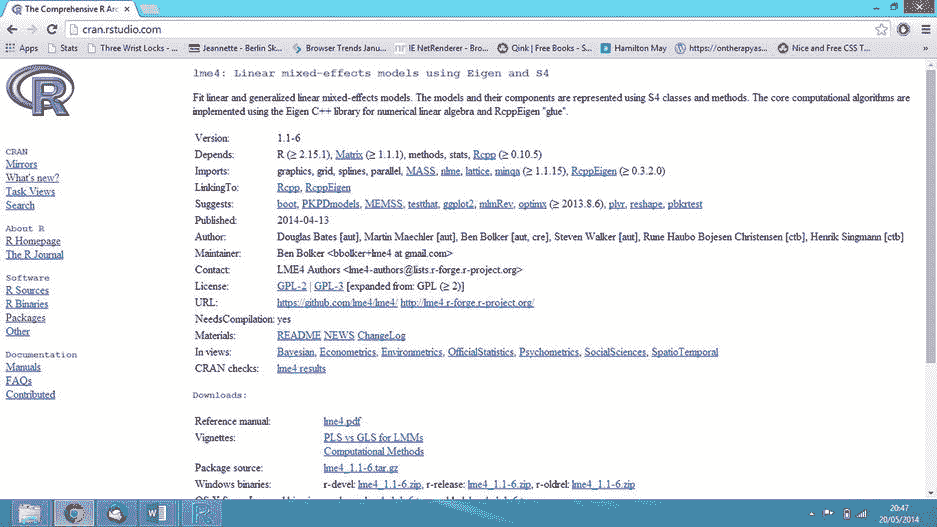 The Comprehensive R Arc
cran.rstudio.com
Apps Stats Three Wrist Locks - ... Jeannette - Berlin Sk... Browser Trends Janu... IE NetRenderer - Bro... Qink | Free Books - S... Hamilton May https://ontherapyas... Nice and Free CSS T... »
R
CRAN
Mirrors
What's new?
Task Views
Search
About R
R Homepage
The R Journal
Software
R Sources
R Binaries
Packages
Other
Documentation
Manuals
FAQs
Contributed
lme4: Linear mixed-effects models using Eigen and S4
Fit linear and generalized linear mixed-effects models. The models and their components are represented using S4 classes and methods. The core computational algorithms are
implemented using the Eigen C++ library for numerical linear algebra and RcppEigen "glue".
Version: 1.1-6
Depends: R (≥ 2.15.1), Matrix (≥ 1.1.1), methods, stats, Rcpp (≥ 0.10.5)
Imports: graphics, grid, splines, parallel, MASS, nlme, lattice, minqa (≥ 1.1.15), RcppEigen (≥ 0.3.2.0)
LinkingTo: Rcpp, RcppEigen
Suggests: boot, PKPDmodels, MEMSS, testthat, ggplot2, mlmRev, optimx (≥ 2013.8.6), plyr, reshape, pbkrtest
Published: 2014-04-13
Author: Douglas Bates [aut], Martin Maechler [aut], Ben Bolker [aut, cre], Steven Walker [aut], Rune Haubo Bojesen Christensen [ctb], Henrik Singmann [ctb]
Maintainer: Ben Bolker <bbolker+lme4 at gmail.com>
Contact: LME4 Authors <lme4-authors@lists.r-forge.r-project.org>
License: GPL-2 | GPL-3 [expanded from: GPL (≥ 2)]
URL: https://github.com/lme4/lme4/ http://lme4.r-forge.r-project.org/
NeedsCompilation: yes
Materials: README NEWS ChangeLog
In views: Bayesian, Econometrics, Environmetrics, OfficialStatistics, Psychometrics, SocialSciences, SpatioTemporal
CRAN checks: lme4 results
Downloads:
Reference manual: lme4.pdf
Vignettes: PLS vs GLS for LMMs
Computational Methods
Package source: lme4_1.1-6.tar.gz
Windows binaries: r-devel: lme4_1.1-6.zip, r-release: lme4_1.1-6.zip, r-oldrel: lme4_1.1-6.zip
20:47
20/05/2014